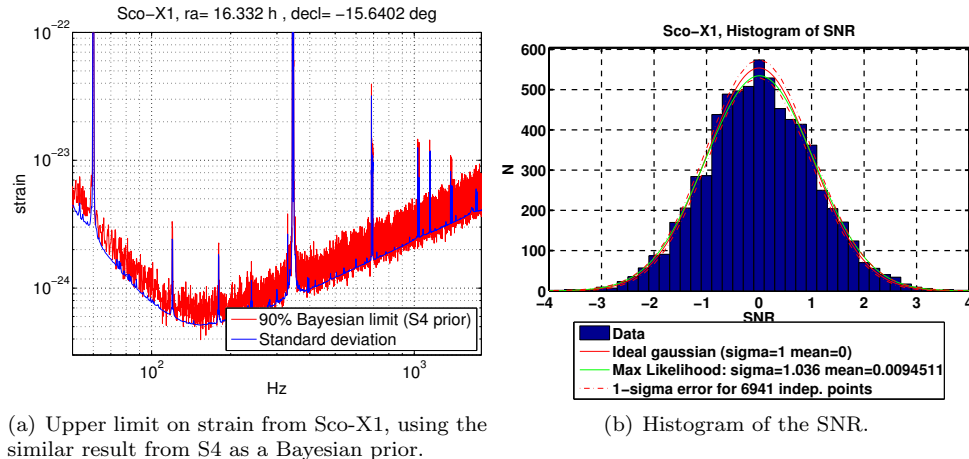 Sco-X1, ra= 16.332 h , decl= -15.6402 deg
10^-22
10^-23
10^-24
strain
10^2
10^3
Hz
90% Bayesian limit (S4 prior)
Standard deviation
(a) Upper limit on strain from Sco-X1, using the
similar result from S4 as a Bayesian prior.
Sco-X1, Histogram of SNR
600
500
400
300
200
100
0
N
-4 -3 -2 -1 0 1 2 3 4
SNR
Data
Ideal gaussian (sigma=1 mean=0)
Max Likelihood: sigma=1.036 mean=0.0094511
1-sigma error for 6941 indep. points
(b) Histogram of the SNR.